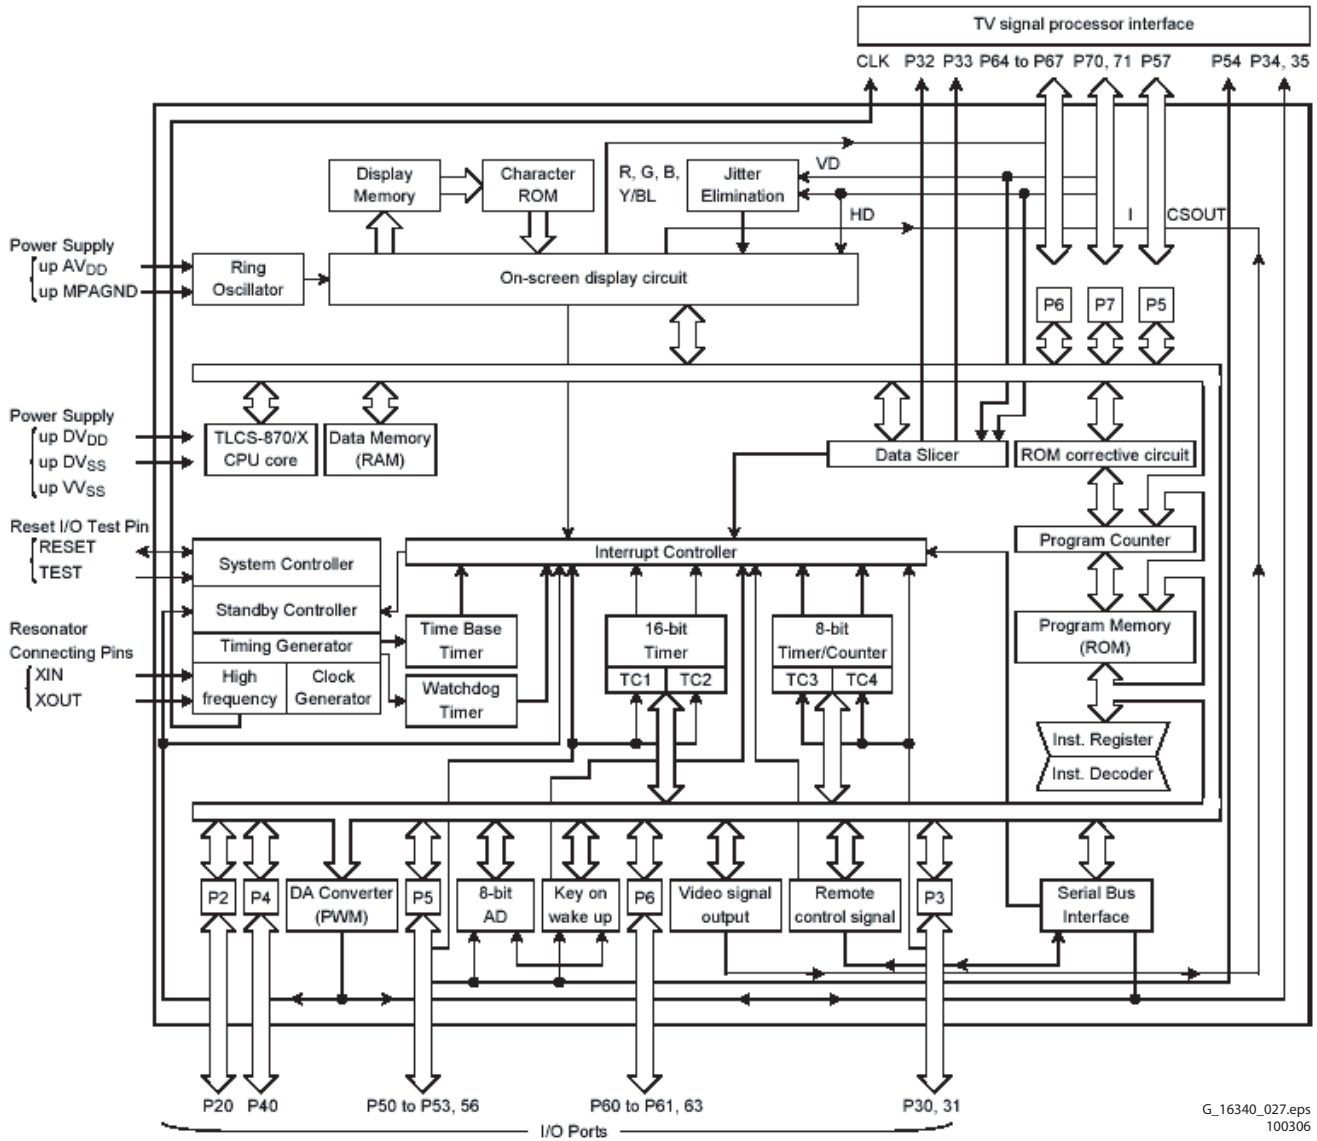 TV signal processor interface
CLK P32 P33 P64 to P67 P70, 71 P57 P54 P34, 35
Display Memory
Character ROM
R, G, B, Y/BL
Jitter Elimination
VD
HD
I
CSOUT
Power Supply
up AVDD
up MPAGND
Ring Oscillator
On-screen display circuit
P6
P7
P5
Power Supply
up DVDD
up DVSS
up VVSS
TLCS-870/X CPU core
Data Memory (RAM)
Data Slicer
ROM corrective circuit
Reset I/O Test Pin
RESET
TEST
System Controller
Interrupt Controller
Program Counter
Standby Controller
Resonator Connecting Pins
XIN
XOUT
Timing Generator
High frequency
Clock Generator
Time Base Timer
Watchdog Timer
16-bit Timer
TC1
TC2
8-bit Timer/Counter
TC3
TC4
Program Memory (ROM)
Inst. Register
Inst. Decoder
P2
P4
DA Converter (PWM)
P5
8-bit AD
Key on wake up
P6
Video signal output
Remote control signal
P3
Serial Bus Interface
P20 P40 P50 to P53, 56 P60 to P61, 63 P30, 31
I/O Ports
G_16340_027.eps
100306